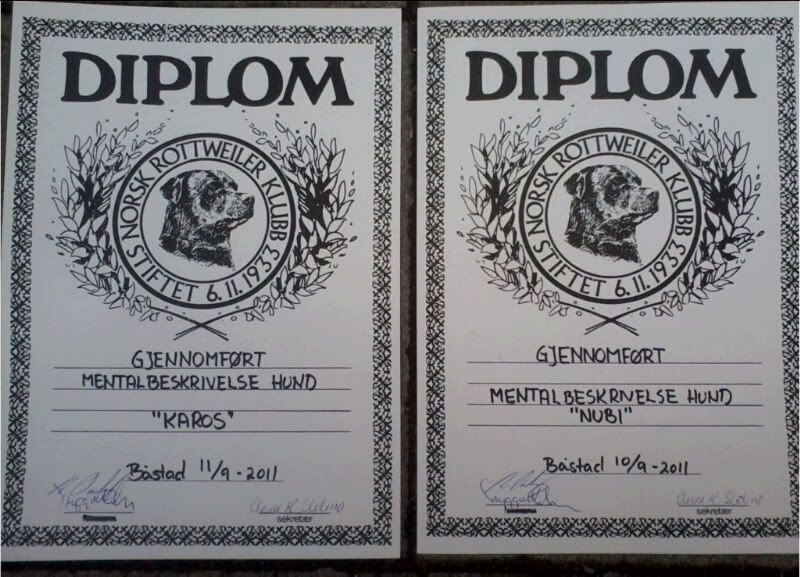 DIPLOM
NORSK ROTTWEILER KLUBB
STIFTET 6.11.1933
GJENNOMFØRT
MENTALBESKRIVELSE HUND
"KAROS"
Båstad 11/9-2011
sekretær
DIPLOM
NORSK ROTTWEILER KLUBB
STIFTET 6.11.1933
GJENNOMFØRT
MENTALBESKRIVELSE HUND
"NUBI"
Båstad 10/9-2011
sekretær